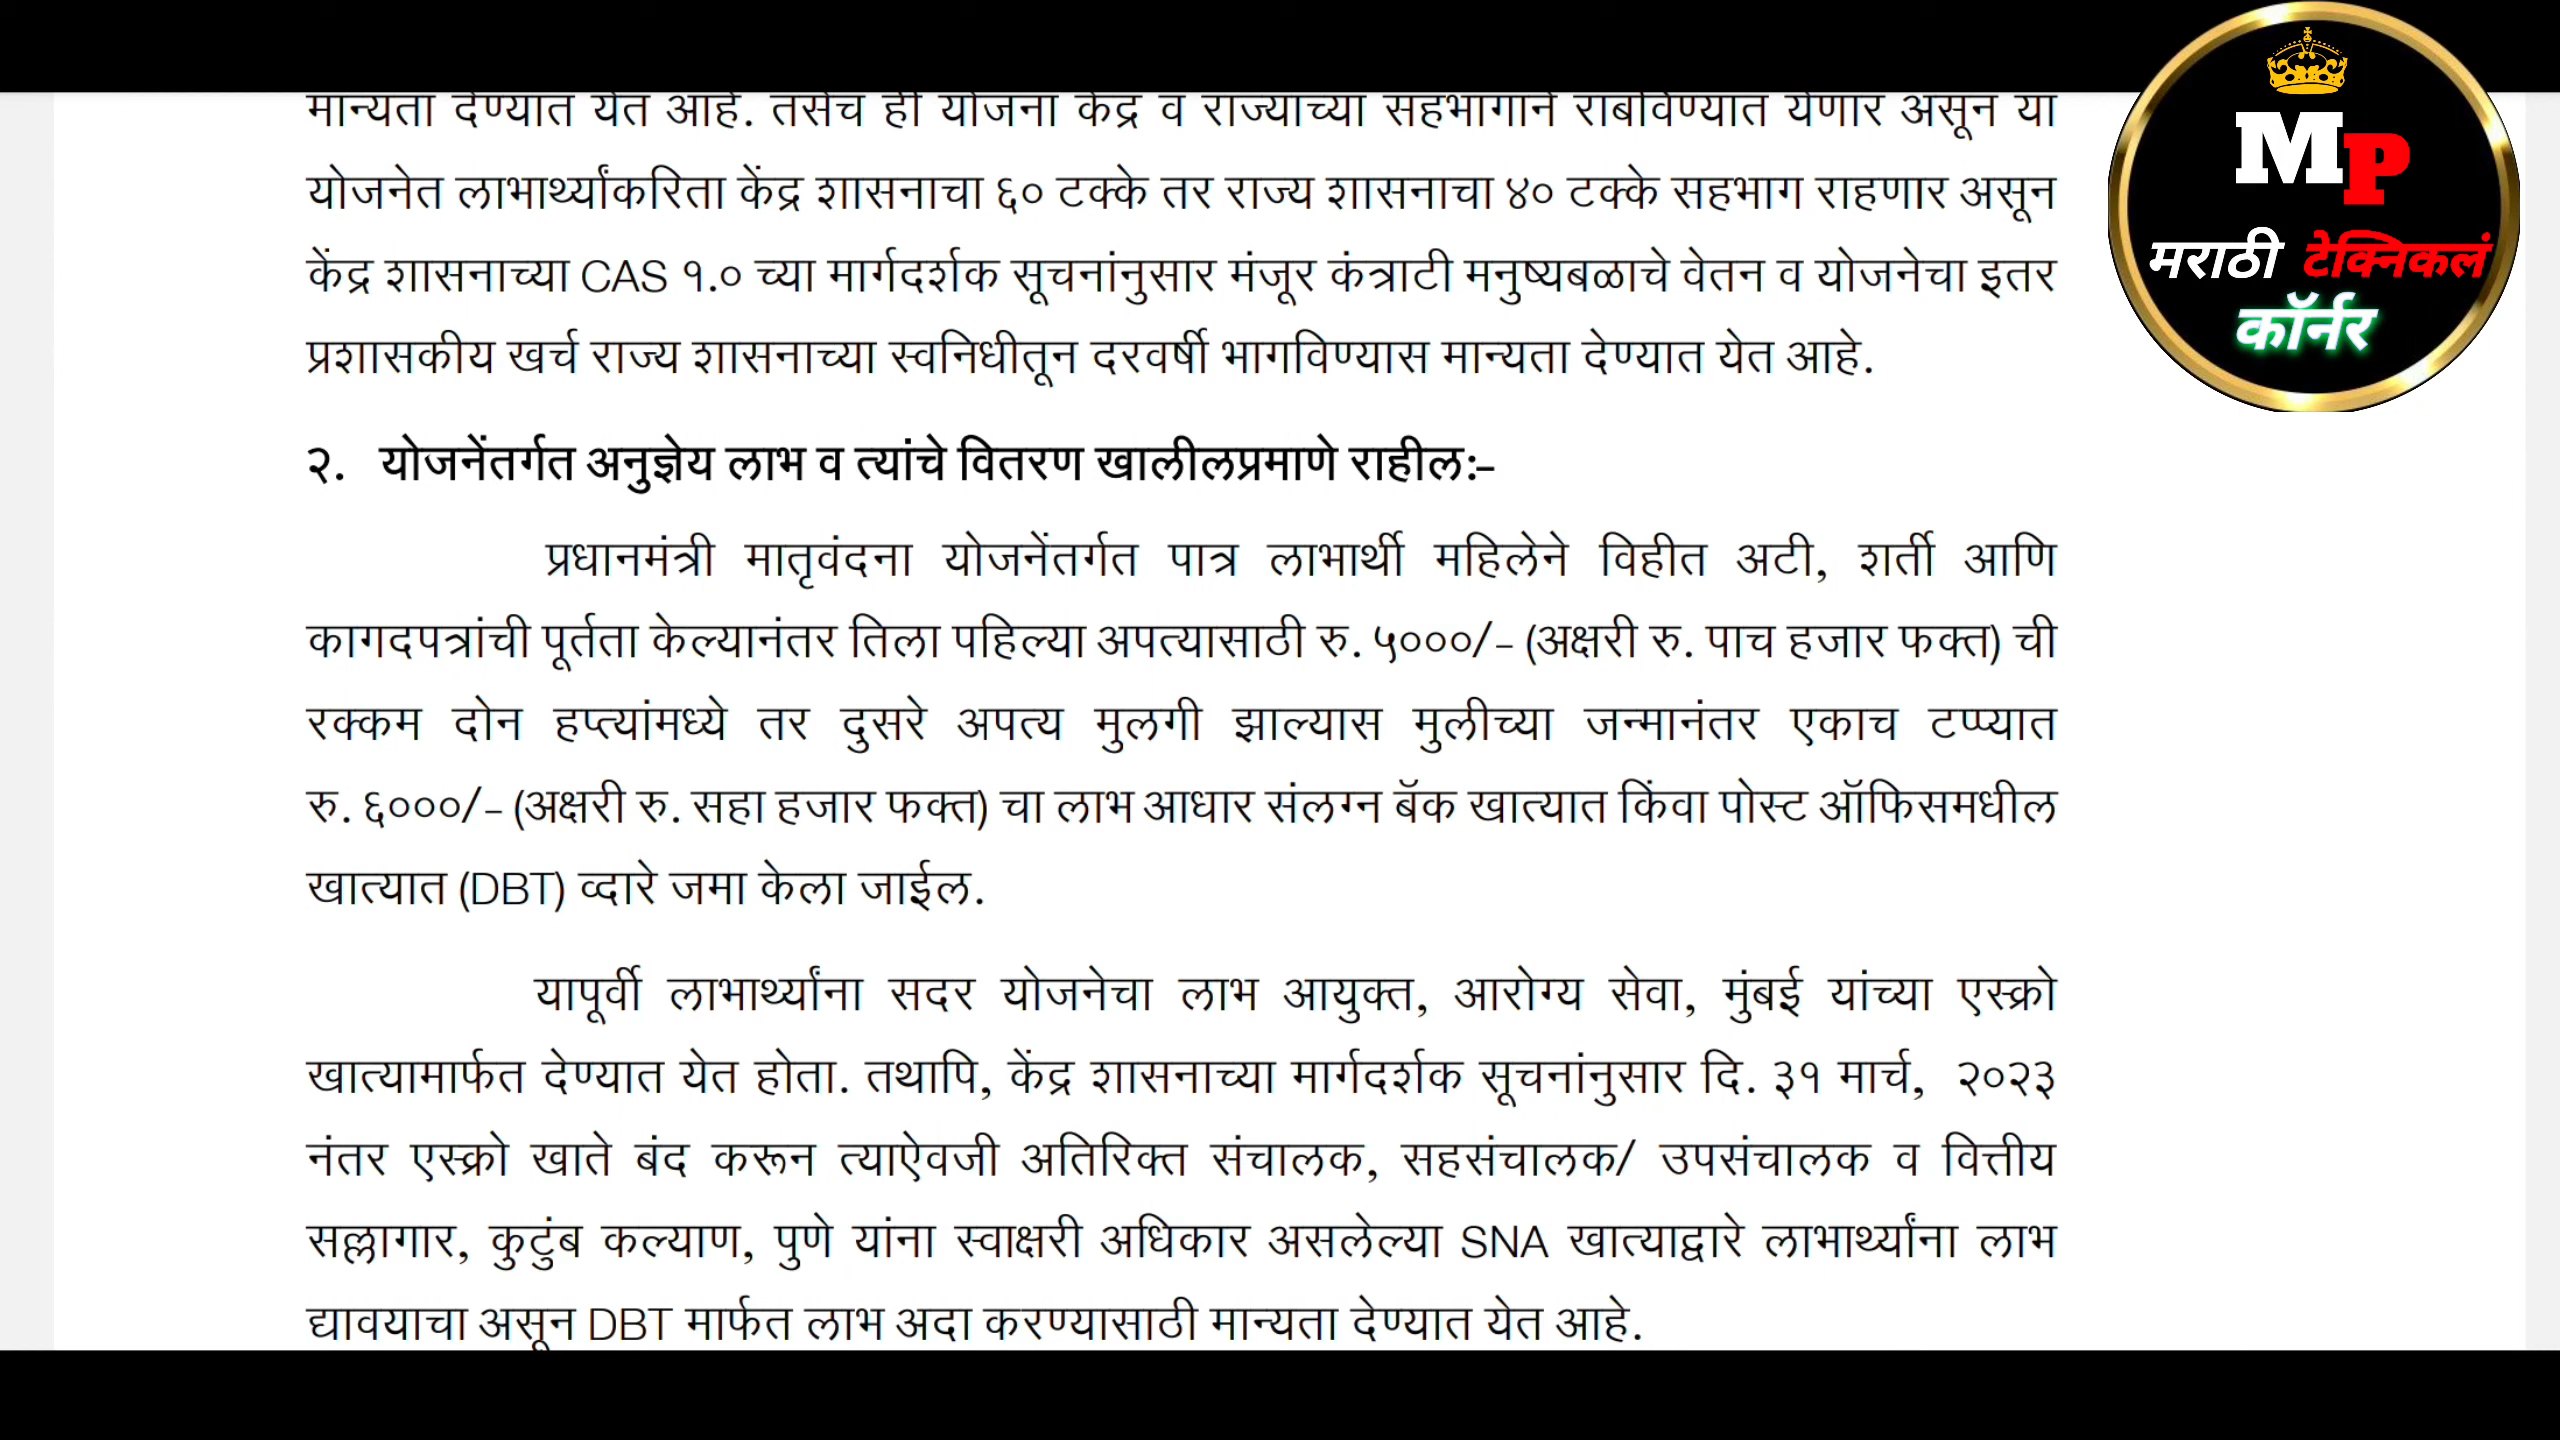 मान्यता देण्यात येत आहे. तसेच ही योजना केंद्र व राज्याच्या सहभागाने राबविण्यात येणार असून या
योजनेत लाभार्थ्यांकरिता केंद्र शासनाचा ६० टक्के तर राज्य शासनाचा ४० टक्के सहभाग राहणार असून
केंद्र शासनाच्या CAS १.० च्या मार्गदर्शक सूचनांनुसार मंजूर कंत्राटी मनुष्यबळाचे वेतन व योजनेचा इतर
प्रशासकीय खर्च राज्य शासनाच्या स्वनिधीतून दरवर्षी भागविण्यास मान्यता देण्यात येत आहे.
२. योजनेंतर्गत अनुज्ञेय लाभ व त्यांचे वितरण खालीलप्रमाणे राहील:-
प्रधानमंत्री मातृवंदना योजनेंतर्गत पात्र लाभार्थी महिलेने विहीत अटी, शर्ती आणि
कागदपत्रांची पूर्तता केल्यानंतर तिला पहिल्या अपत्यासाठी रु. ५०००/- (अक्षरी रु. पाच हजार फक्त) ची
रक्कम दोन हप्त्यांमध्ये तर दुसरे अपत्य मुलगी झाल्यास मुलीच्या जन्मानंतर एकाच टप्प्यात
रु. ६०००/- (अक्षरी रु. सहा हजार फक्त) चा लाभ आधार संलग्न बॅक खात्यात किंवा पोस्ट ऑफिसमधील
खात्यात (DBT) व्दारे जमा केला जाईल.
यापूर्वी लाभार्थ्यांना सदर योजनेचा लाभ आयुक्त, आरोग्य सेवा, मुंबई यांच्या एस्क्रो
खात्यामार्फत देण्यात येत होता. तथापि, केंद्र शासनाच्या मार्गदर्शक सूचनांनुसार दि. ३१ मार्च, २०२३
नंतर एस्क्रो खाते बंद करून त्याऐवजी अतिरिक्त संचालक, सहसंचालक/ उपसंचालक व वित्तीय
सल्लागार, कुटुंब कल्याण, पुणे यांना स्वाक्षरी अधिकार असलेल्या SNA खात्याद्वारे लाभार्थ्यांना लाभ
द्यावयाचा असून DBT मार्फत लाभ अदा करण्यासाठी मान्यता देण्यात येत आहे.
MP
मराठी टेक्निकलं
कॉर्नर